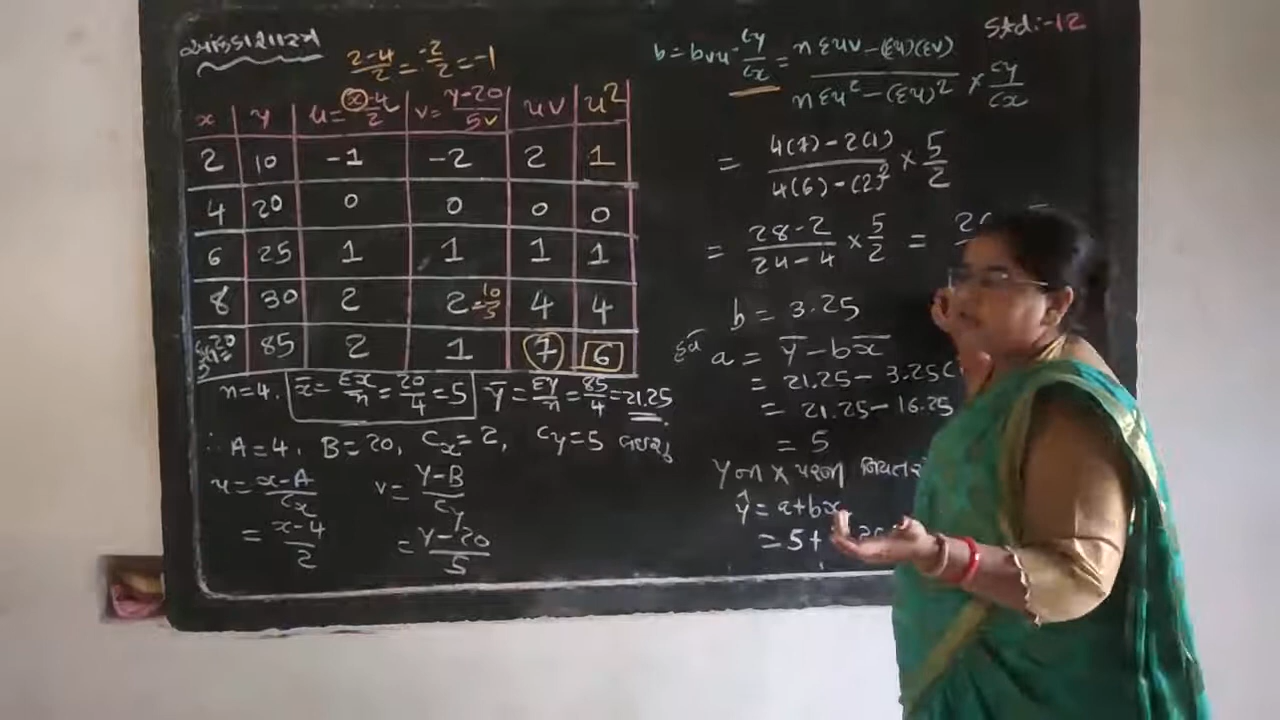 આંકડાશાસ્ત્ર
Std:-12
2-4/2 = -2/2 = -1
x | y | u = x-4/2 | v = y-20/5 | uv | u²
2 | 10 | -1 | -2 | 2 | 1
4 | 20 | 0 | 0 | 0 | 0
6 | 25 | 1 | 1 | 1 | 1
8 | 30 | 2 | 2 = 10/5 | 4 | 4
20 | 85 | 2 | 1 | 7 | 6
n=4. x̄ = Σx/n = 20/4 = 5 ȳ = Σy/n = 85/4 = 21.25
∴ A=4, B=20, Cx=2, Cy=5
u = x-A/Cx v = y-B/Cy
= x-4/2 = y-20/5
b = bvu · Cy/Cx = nΣuv-(Σu)(Σv)/nΣu²-(Σu)² × Cy/Cx
= 4(7)-2(1)/4(6)-(2)² × 5/2
= 28-2/24-4 × 5/2 =
b = 3.25
હવે a = ȳ - bx̄
= 21.25 - 3.25(
= 21.25 - 16.25
= 5
Y ના X પરના
ŷ = a+bx
= 5+